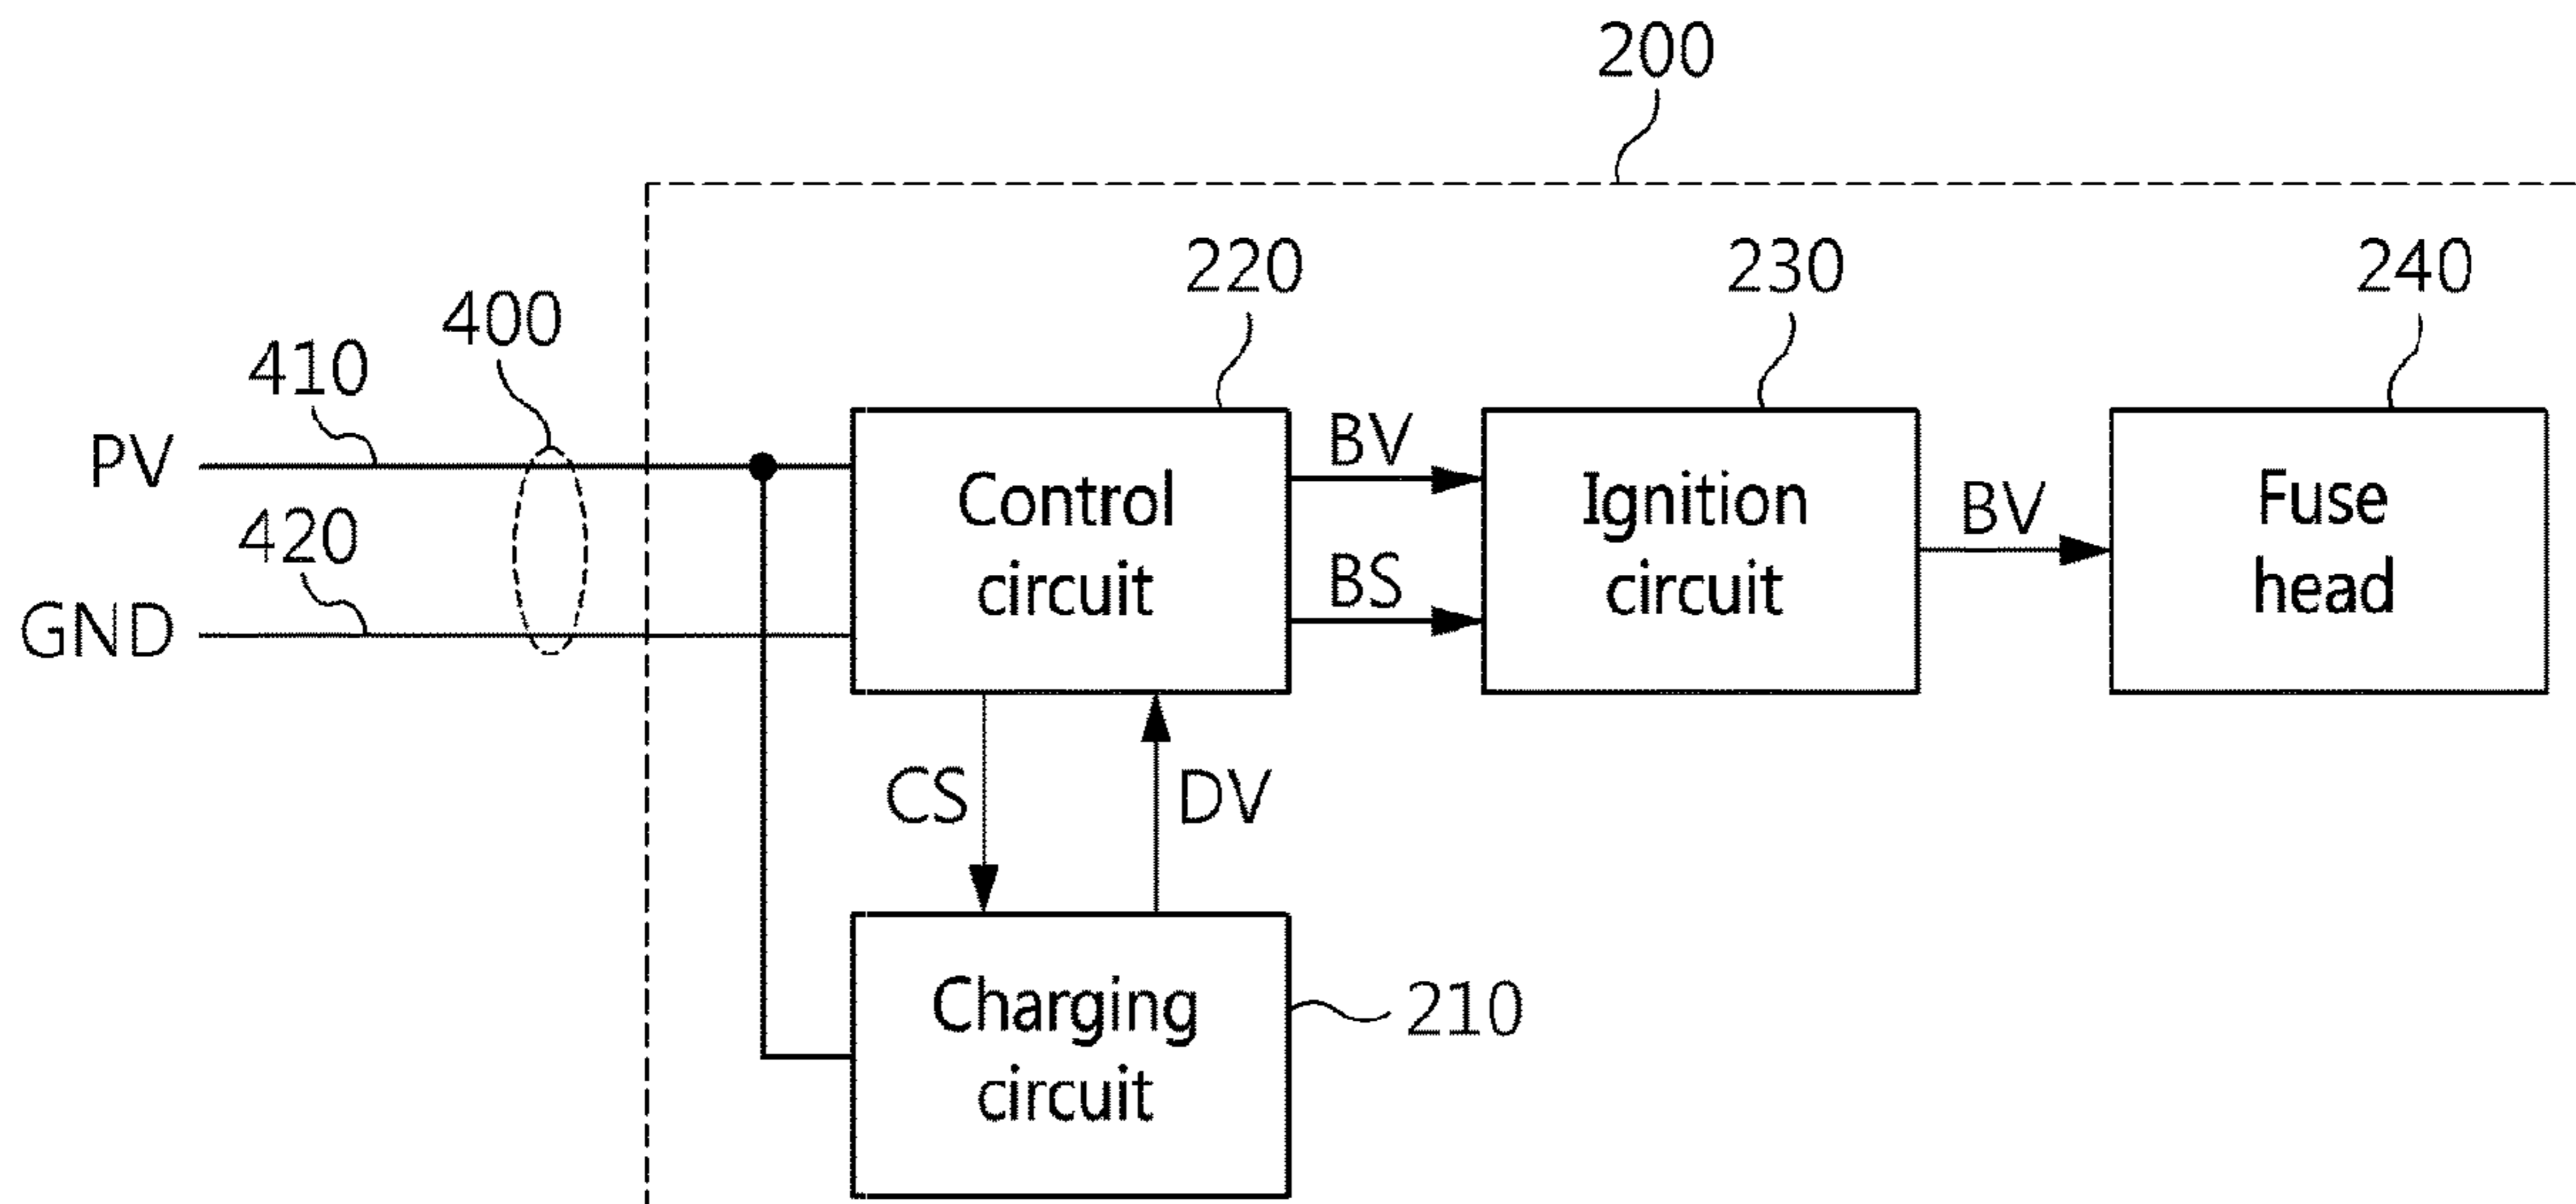 200
220
230
240
400
410
PV
420
GND
Control
circuit
BV
BS
Ignition
circuit
BV
Fuse
head
CS
DV
Charging
circuit
210